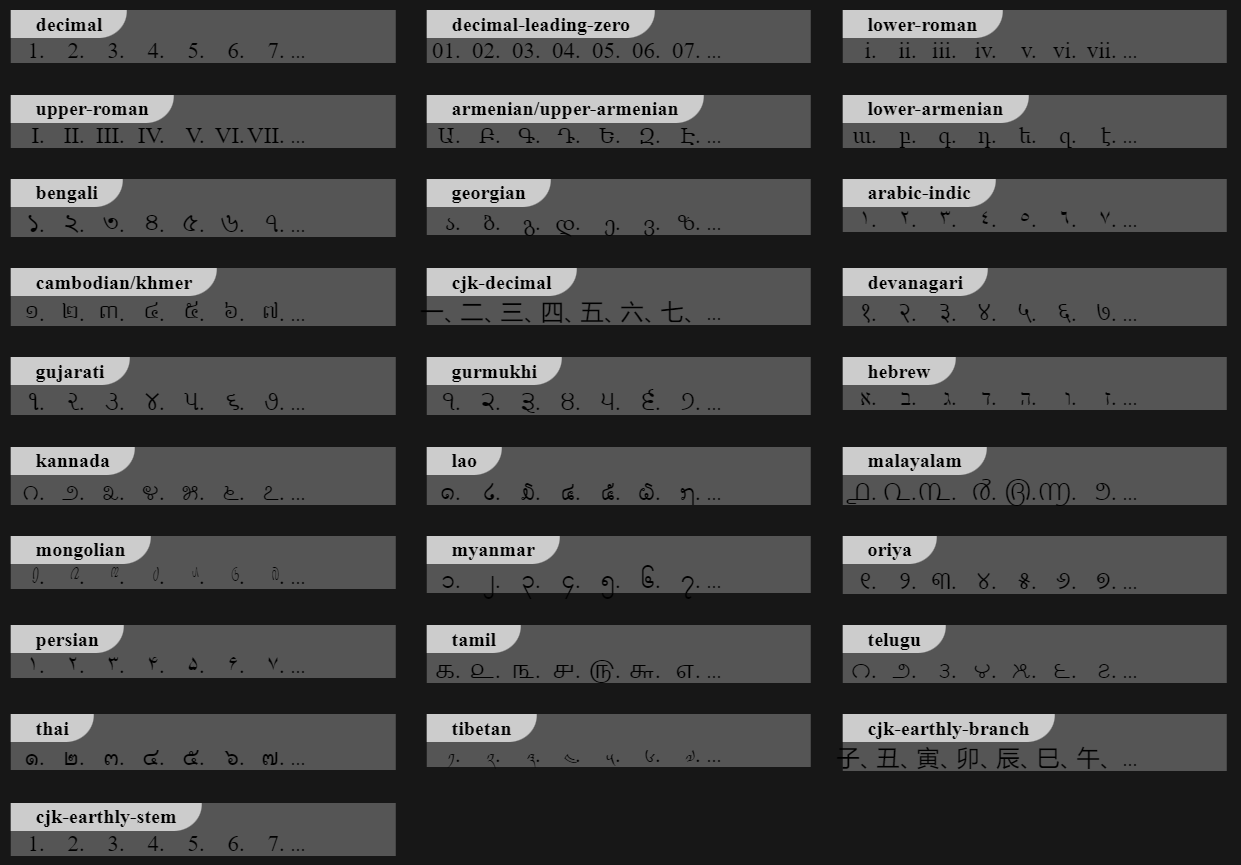 decimal
1. 2. 3. 4. 5. 6. 7. ...
decimal-leading-zero
01. 02. 03. 04. 05. 06. 07. ...
lower-roman
i. ii. iii. iv. v. vi. vii. ...
upper-roman
I. II. III. IV. V. VI. VII. ...
armenian/upper-armenian
Ա. Բ. Գ. Դ. Ե. Զ. Է. ...
lower-armenian
ա. բ. գ. դ. ե. զ. է. ...
bengali
১. ২. ৩. ৪. ৫. ৬. ৭. ...
georgian
ა. ბ. გ. დ. ე. ვ. ზ. ...
arabic-indic
١. ٢. ٣. ٤. ٥. ٦. ٧. ...
cambodian/khmer
១. ២. ៣. ៤. ៥. ៦. ៧. ...
cjk-decimal
一、 二、 三、 四、 五、 六、 七、 ...
devanagari
१. २. ३. ४. ५. ६. ७. ...
gujarati
૧. ૨. ૩. ૪. ૫. ૬. ૭. ...
gurmukhi
੧. ੨. ੩. ੪. ੫. ੬. ੭. ...
hebrew
א. ב. ג. ד. ה. ו. ז. ...
kannada
೧. ೨. ೩. ೪. ೫. ೬. ೭. ...
lao
໑. ໒. ໓. ໔. ໕. ໖. ໗. ...
malayalam
൧. ൨. ൩. ൪. ൫. ൬. ൭. ...
mongolian
᠑. ᠒. ᠓. ᠔. ᠕. ᠖. ᠗. ...
myanmar
၁. ၂. ၃. ၄. ၅. ၆. ၇. ...
oriya
୧. ୨. ୩. ୪. ୫. ୬. ୭. ...
persian
۱. ۲. ۳. ۴. ۵. ۶. ۷. ...
tamil
௧. ௨. ௩. ௪. ௫. ௬. ௭. ...
telugu
౧. ౨. ౩. ౪. ౫. ౬. ౭. ...
thai
๑. ๒. ๓. ๔. ๕. ๖. ๗. ...
tibetan
༡. ༢. ༣. ༤. ༥. ༦. ༧. ...
cjk-earthly-branch
子、 丑、 寅、 卯、 辰、 巳、 午、 ...
cjk-earthly-stem
1. 2. 3. 4. 5. 6. 7. ...